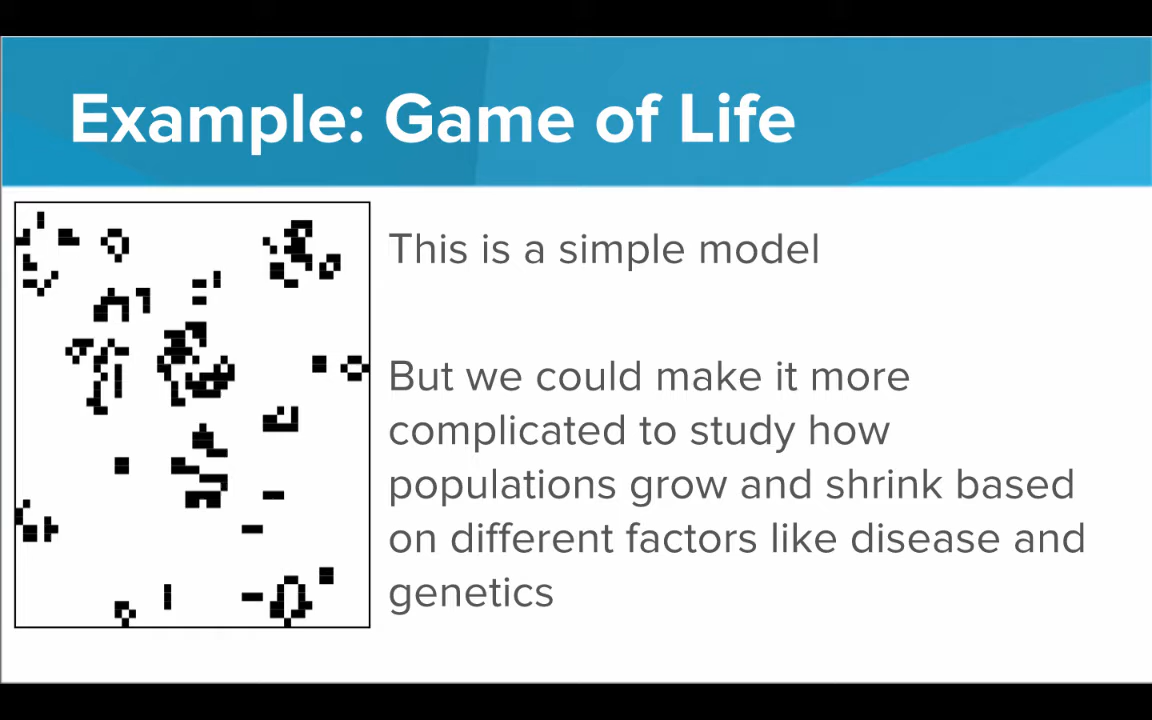 Example: Game of Life
This is a simple model
But we could make it more
complicated to study how
populations grow and shrink based
on different factors like disease and
genetics